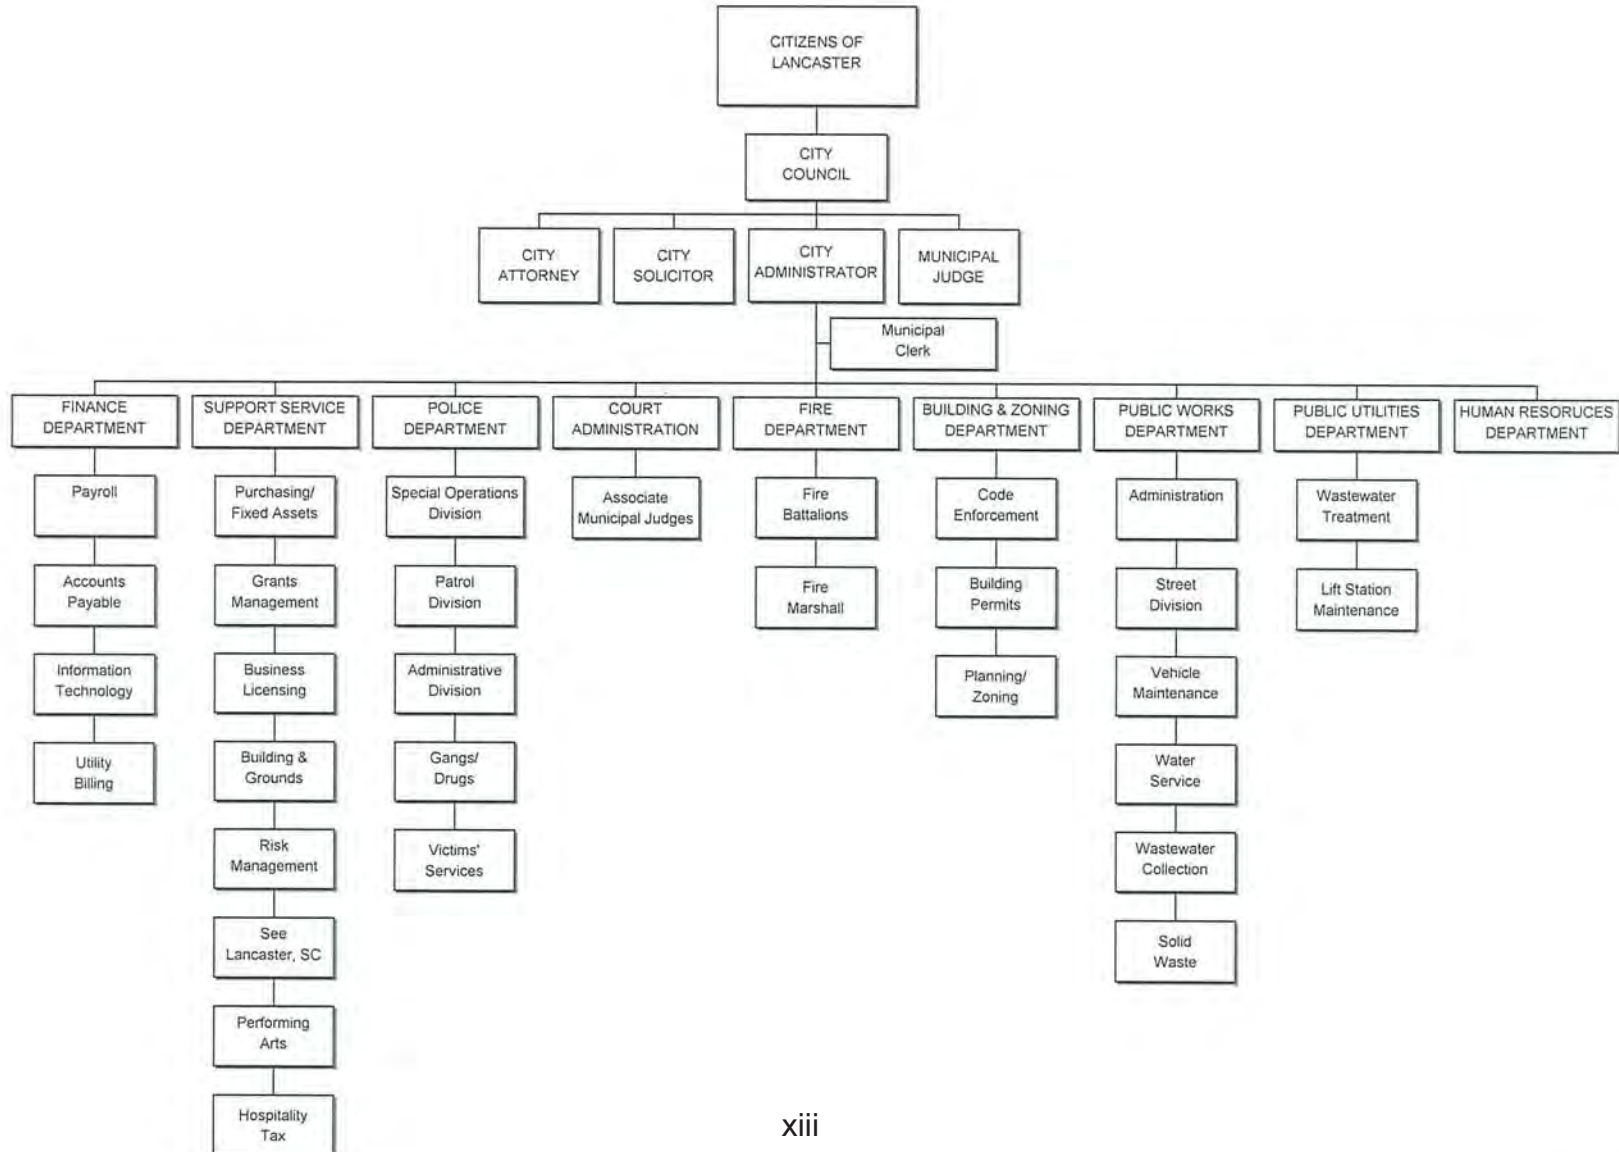 CITIZENS OF
LANCASTER
CITY
COUNCIL
CITY
ATTORNEY
CITY
SOLICITOR
CITY
ADMINISTRATOR
MUNICIPAL
JUDGE
Municipal
Clerk
FINANCE
DEPARTMENT
SUPPORT SERVICE
DEPARTMENT
POLICE
DEPARTMENT
COURT
ADMINISTRATION
FIRE
DEPARTMENT
BUILDING & ZONING
DEPARTMENT
PUBLIC WORKS
DEPARTMENT
PUBLIC UTILITIES
DEPARTMENT
HUMAN RESORUCES
DEPARTMENT
Payroll
Accounts
Payable
Information
Technology
Utility
Billing
Purchasing/
Fixed Assets
Grants
Management
Business
Licensing
Building &
Grounds
Risk
Management
See
Lancaster, SC
Performing
Arts
Hospitality
Tax
Special Operations
Division
Patrol
Division
Administrative
Division
Gangs/
Drugs
Victims'
Services
Associate
Municipal Judges
Fire
Battalions
Fire
Marshall
Code
Enforcement
Building
Permits
Planning/
Zoning
Administration
Street
Division
Vehicle
Maintenance
Water
Service
Wastewater
Collection
Solid
Waste
Wastewater
Treatment
Lift Station
Maintenance
xiii